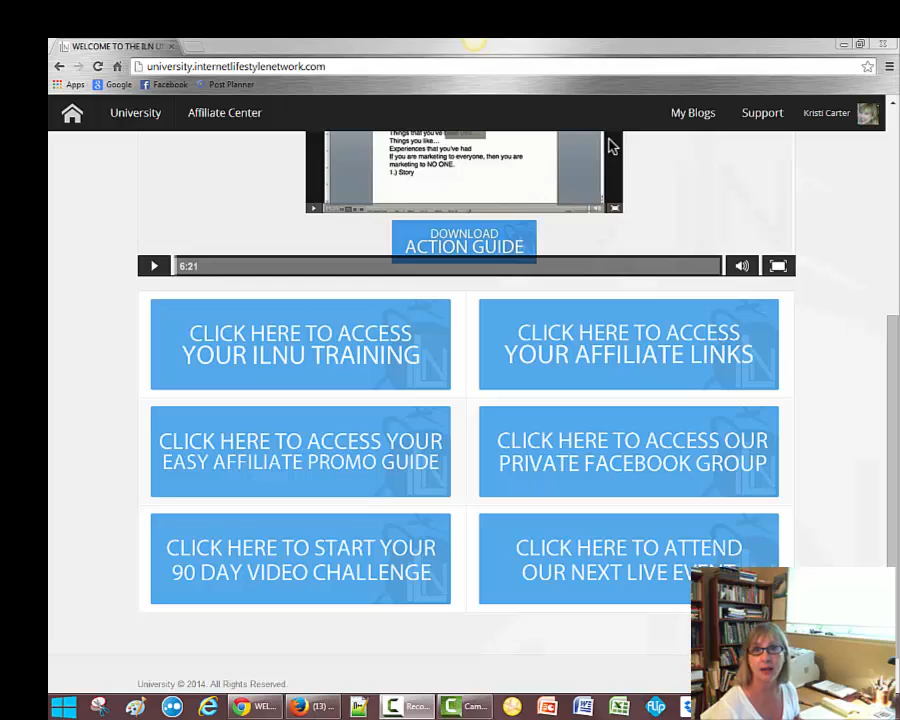 WELCOME TO THE ILN U
university.internetlifestylenetwork.com
Apps Google Facebook Post Planner
University Affiliate Center My Blogs Support Kristi Carter
Things you like...
Experiences that you've had
If you are marketing to everyone, then you are
marketing to NO ONE.
1.) Story
DOWNLOAD
ACTION GUIDE
6:21
CLICK HERE TO ACCESS
YOUR ILNU TRAINING
CLICK HERE TO ACCESS
YOUR AFFILIATE LINKS
CLICK HERE TO ACCESS YOUR
EASY AFFILIATE PROMO GUIDE
CLICK HERE TO ACCESS OUR
PRIVATE FACEBOOK GROUP
CLICK HERE TO START YOUR
90 DAY VIDEO CHALLENGE
CLICK HERE TO ATTEND
OUR NEXT LIVE EVENT
University © 2014. All Rights Reserved.
WEL... (13) ... Reco... Cam...